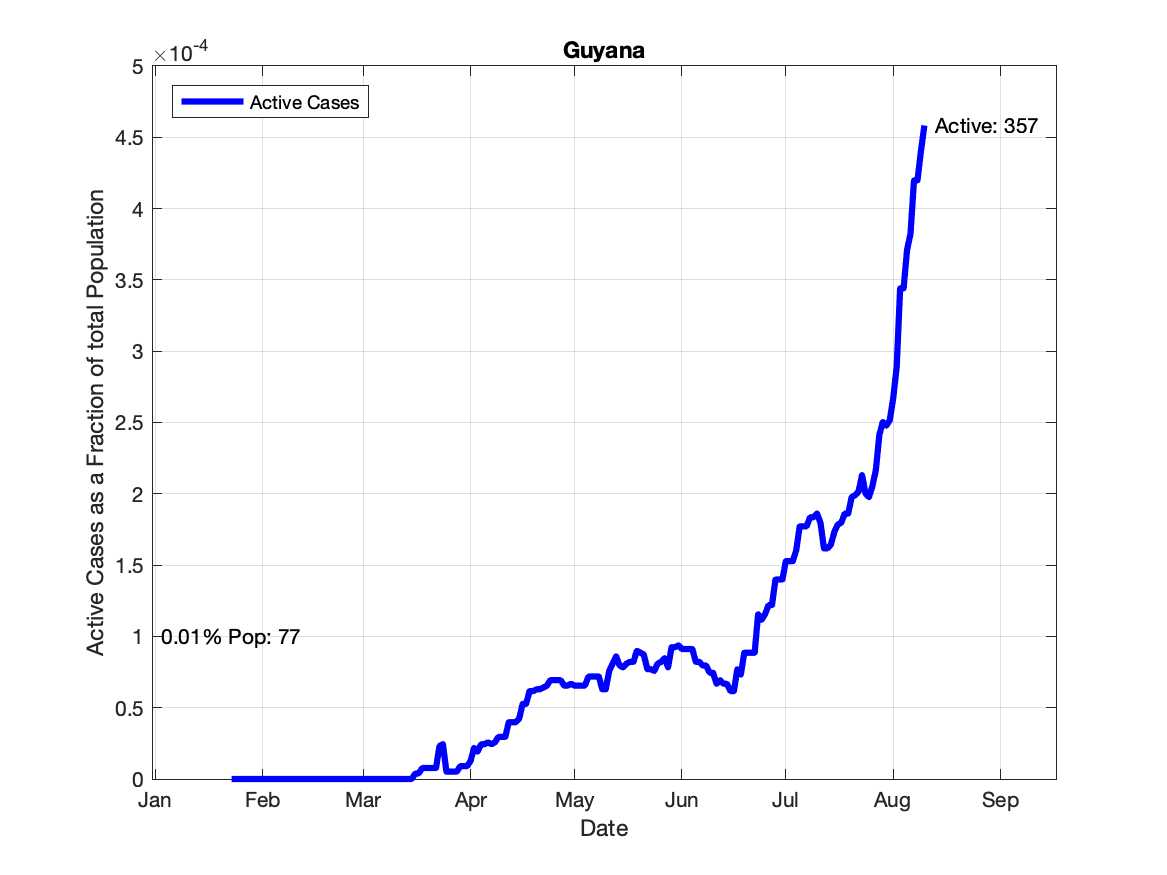 Guyana
×10-4
5
4.5
4
3.5
3
2.5
2
1.5
1
0.5
0
Active Cases
Active: 357
0.01% Pop: 77
Active Cases as a Fraction of total Population
Jan Feb Mar Apr May Jun Jul Aug Sep
Date